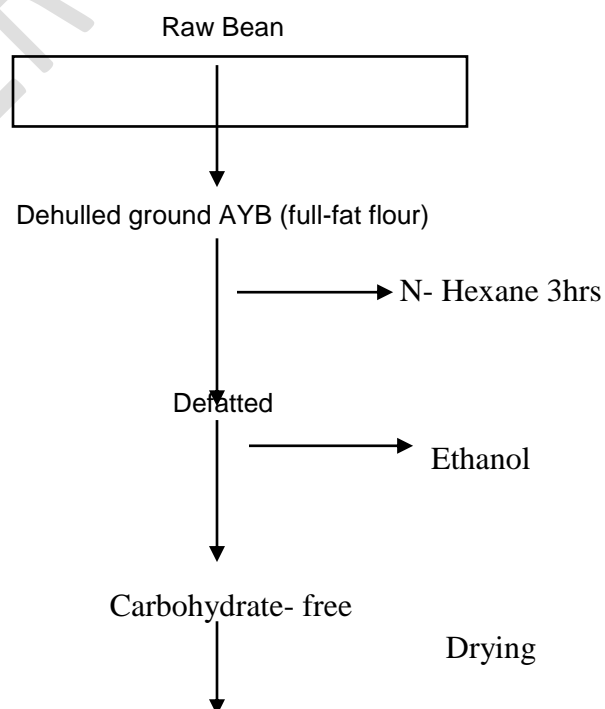 Raw Bean
Dehulled ground AYB (full-fat flour)
N- Hexane 3hrs
Defatted
Ethanol
Carbohydrate- free
Drying